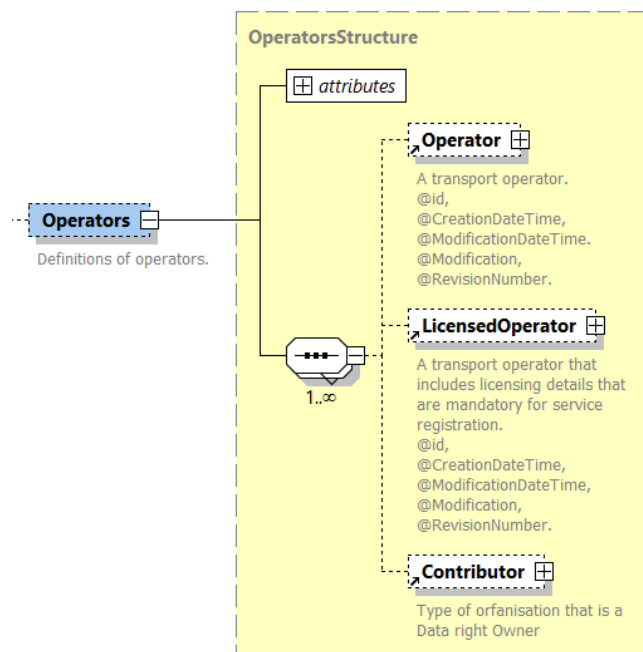 OperatorsStructure
attributes
Operator
A transport operator.
@id,
@CreationDateTime,
@ModificationDateTime.
@Modification,
@RevisionNumber.
Operators
Definitions of operators.
LicensedOperator
1..∞
A transport operator that
includes licensing details that
are mandatory for service
registration.
@id,
@CreationDateTime,
@ModificationDateTime,
@Modification,
@RevisionNumber.
Contributor
Type of orfanisation that is a
Data right Owner